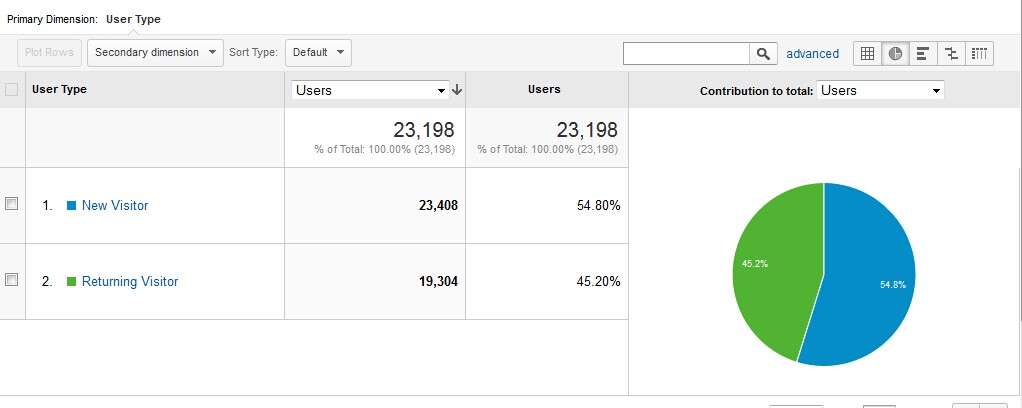 Primary Dimension: User Type
Plot Rows Secondary dimension Sort Type: Default advanced
User Type Users Users Contribution to total: Users
23,198 23,198
% of Total: 100.00% (23,198) % of Total: 100.00% (23,198)
1. New Visitor 23,408 54.80%
2. Returning Visitor 19,304 45.20%
45.2%
54.8%